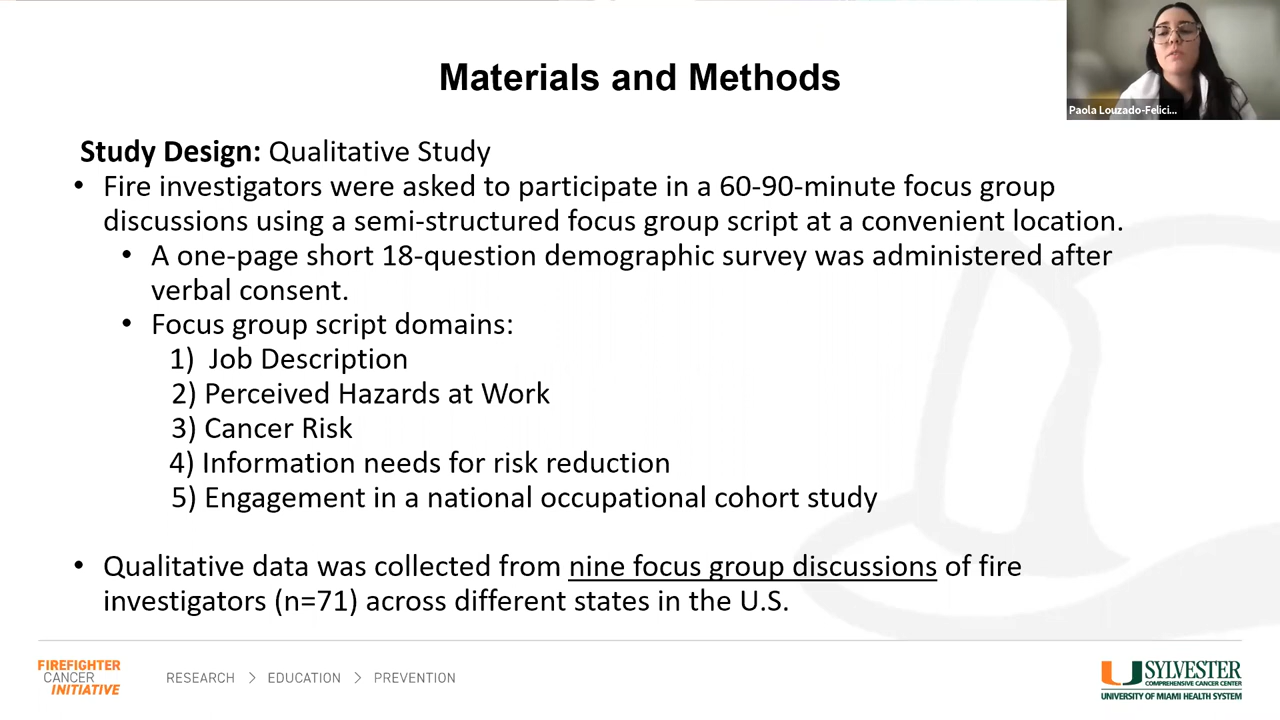 Materials and Methods
Paola Louzado-Felici...
Study Design: Qualitative Study
• Fire investigators were asked to participate in a 60-90-minute focus group
discussions using a semi-structured focus group script at a convenient location.
• A one-page short 18-question demographic survey was administered after
verbal consent.
• Focus group script domains:
1) Job Description
2) Perceived Hazards at Work
3) Cancer Risk
4) Information needs for risk reduction
5) Engagement in a national occupational cohort study
• Qualitative data was collected from nine focus group discussions of fire
investigators (n=71) across different states in the U.S.
FIREFIGHTER
CANCER
INITIATIVE
RESEARCH > EDUCATION > PREVENTION
SYLVESTER
COMPREHENSIVE CANCER CENTER
UNIVERSITY OF MIAMI HEALTH SYSTEM